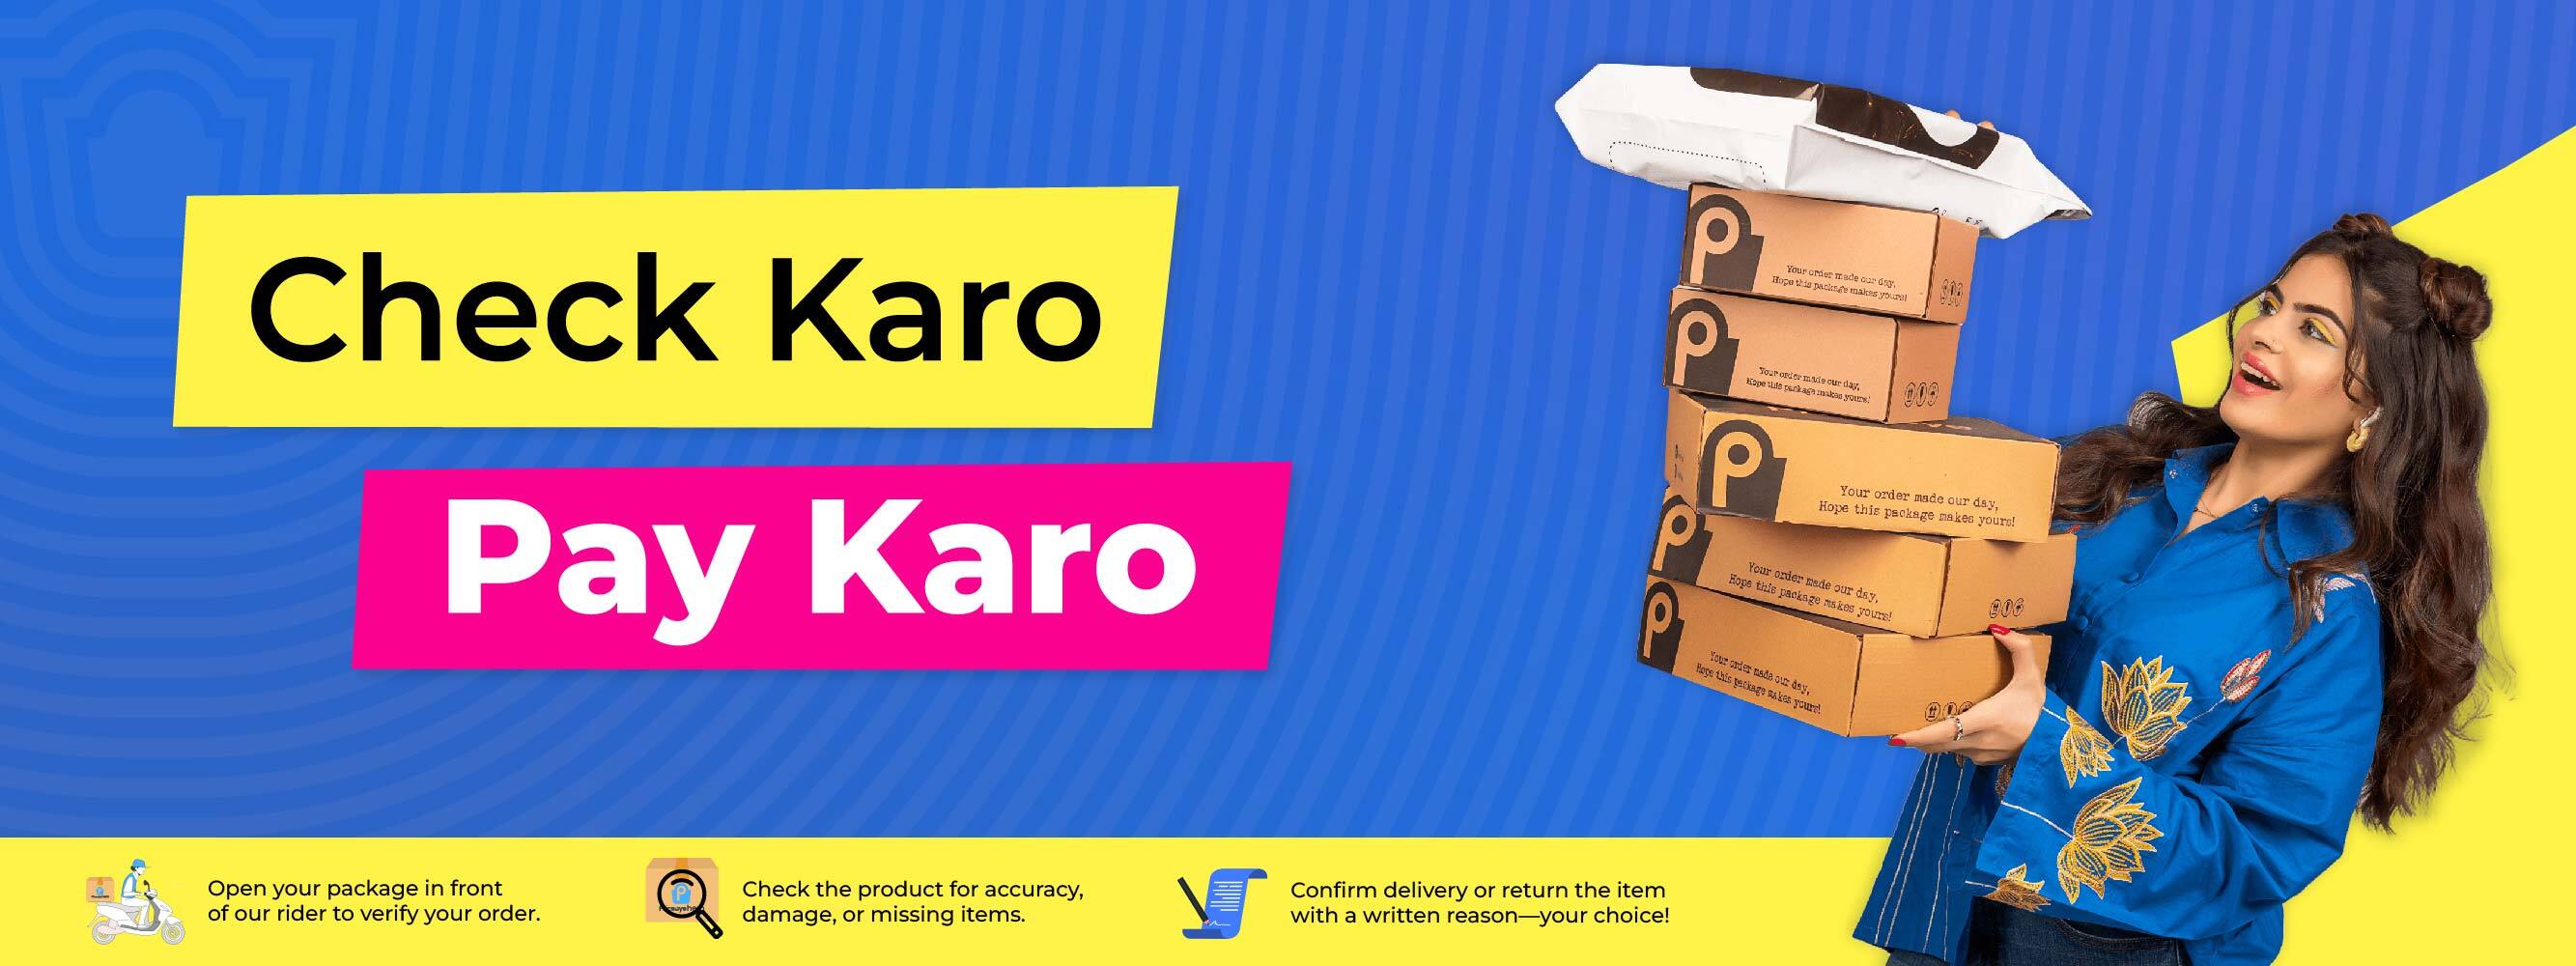 Check Karo
Pay Karo
P
Your order made our day,
Hope this package makes yours!
P
Your order made our day,
Hope this package makes yours!
P
Your order made our day,
Hope this package makes yours!
P
Your order made our day,
Hope this package makes yours!
P
Your order made our day,
Hope this package makes yours!
Open your package in front
of our rider to verify your order.
Check the product for accuracy,
damage, or missing items.
Confirm delivery or return the item
with a written reason—your choice!